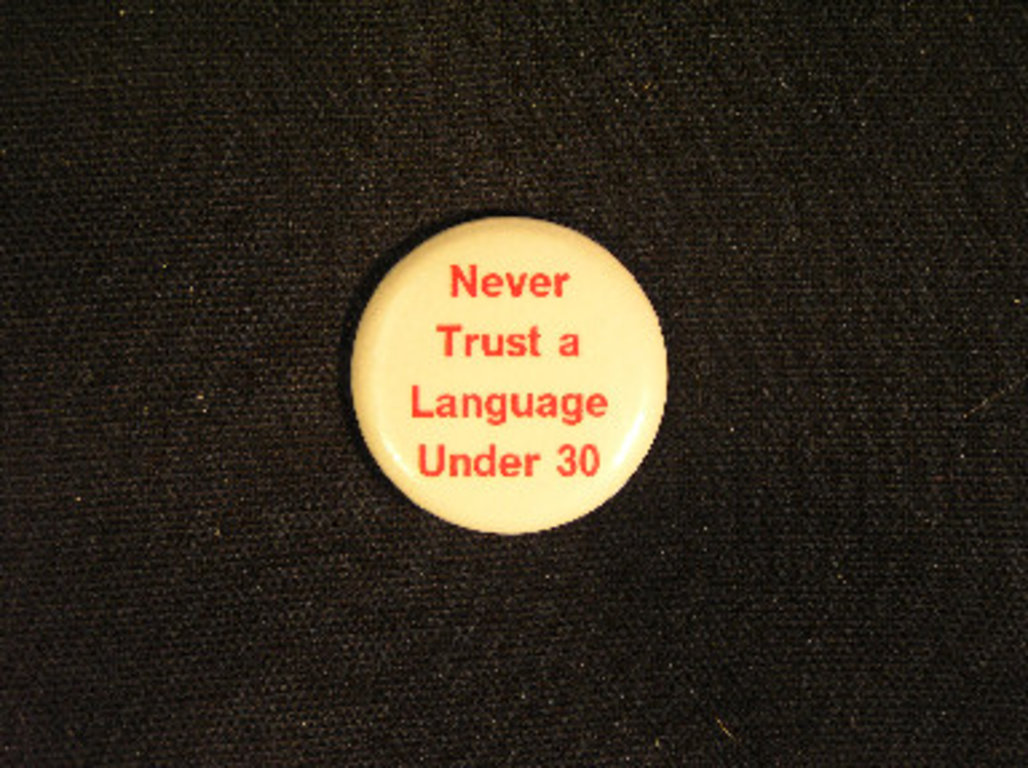 Never
Trust a
Language
Under 30